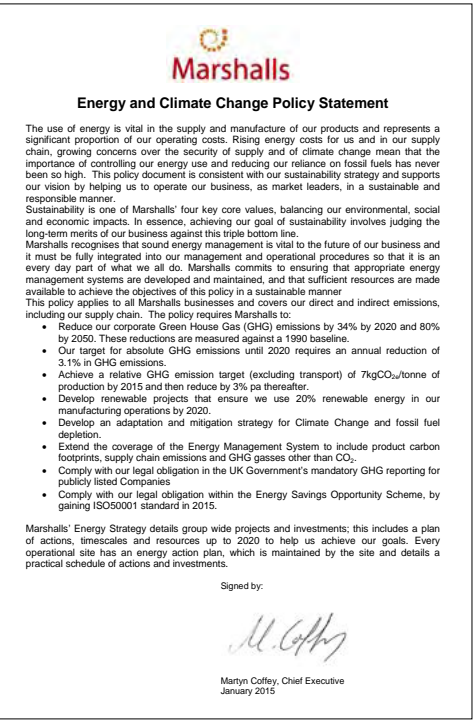 Marshalls
Energy and Climate Change Policy Statement
The use of energy is vital in the supply and manufacture of our products and represents a
significant proportion of our operating costs. Rising energy costs for us and in our supply
chain, growing concerns over the security of supply and of climate change mean that the
importance of controlling our energy use and reducing our reliance on fossil fuels has never
been so high. This policy document is consistent with our sustainability strategy and supports
our vision by helping us to operate our business, as market leaders, in a sustainable and
responsible manner.
Sustainability is one of Marshalls' four key core values, balancing our environmental, social
and economic impacts. In essence, achieving our goal of sustainability involves judging the
long-term merits of our business against this triple bottom line.
Marshalls recognises that sound energy management is vital to the future of our business and
it must be fully integrated into our management and operational procedures so that it is an
every day part of what we all do. Marshalls commits to ensuring that appropriate energy
management systems are developed and maintained, and that sufficient resources are made
available to achieve the objectives of this policy in a sustainable manner
This policy applies to all Marshalls businesses and covers our direct and indirect emissions,
including our supply chain. The policy requires Marshalls to:
• Reduce our corporate Green House Gas (GHG) emissions by 34% by 2020 and 80%
by 2050. These reductions are measured against a 1990 baseline.
• Our target for absolute GHG emissions until 2020 requires an annual reduction of
3.1% in GHG emissions.
• Achieve a relative GHG emission target (excluding transport) of 7kgCO2e/tonne of
production by 2015 and then reduce by 3% pa thereafter.
• Develop renewable projects that ensure we use 20% renewable energy in our
manufacturing operations by 2020.
• Develop an adaptation and mitigation strategy for Climate Change and fossil fuel
depletion.
• Extend the coverage of the Energy Management System to include product carbon
footprints, supply chain emissions and GHG gasses other than CO2.
• Comply with our legal obligation in the UK Government's mandatory GHG reporting for
publicly listed Companies
• Comply with our legal obligation within the Energy Savings Opportunity Scheme, by
gaining ISO50001 standard in 2015.
Marshalls' Energy Strategy details group wide projects and investments; this includes a plan
of actions, timescales and resources up to 2020 to help us achieve our goals. Every
operational site has an energy action plan, which is maintained by the site and details a
practical schedule of actions and investments.
Signed by:
M. Coffey
Martyn Coffey, Chief Executive
January 2015